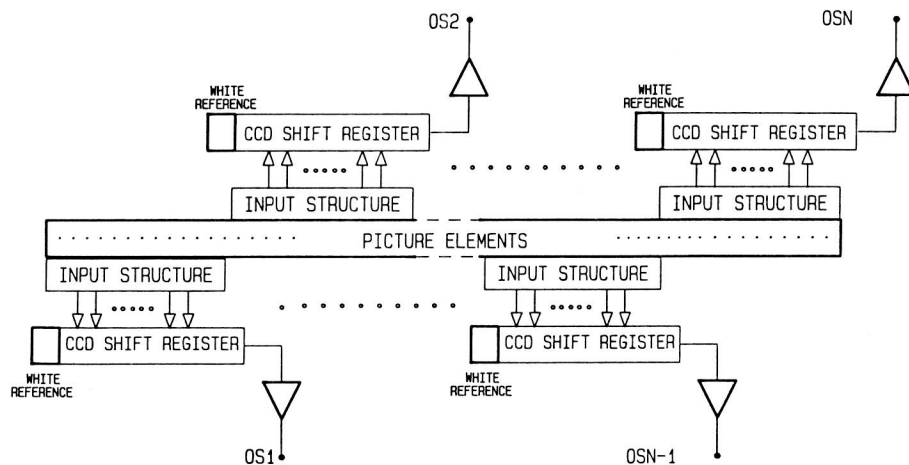 OS2
OSN
WHITE
REFERENCE
CCD SHIFT REGISTER
WHITE
REFERENCE
CCD SHIFT REGISTER
INPUT STRUCTURE
INPUT STRUCTURE
PICTURE ELEMENTS
INPUT STRUCTURE
INPUT STRUCTURE
CCD SHIFT REGISTER
CCD SHIFT REGISTER
WHITE
REFERENCE
WHITE
REFERENCE
OS1
OSN-1